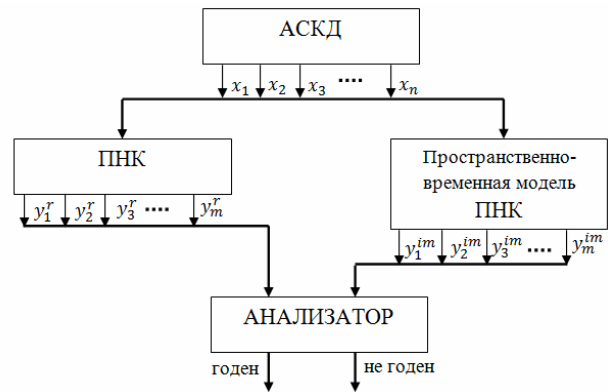 АСКД
x₁ x₂ x₃ .... xₙ
ПНК
Пространственно-
временная модель
ПНК
y₁ʳ y₂ʳ y₃ʳ .... yₘʳ
y₁ⁱᵐ y₂ⁱᵐ y₃ⁱᵐ .... yₘⁱᵐ
АНАЛИЗАТОР
годен не годен